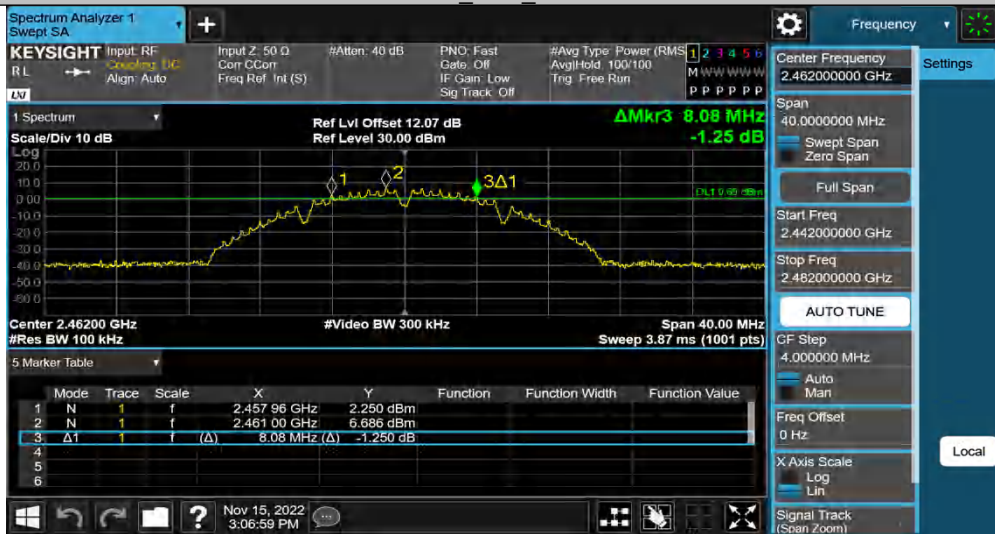 Spectrum Analyzer 1
Swept SA
+
Frequency
KEYSIGHT
Input: RF
Coupling: DC
Align: Auto
RL
LXI
Input Z: 50 Ω
Corr CCorr
Freq Ref: Int (S)
#Atten: 40 dB
PNO: Fast
Gate: Off
IF Gain: Low
Sig Track: Off
#Avg Type: Power (RMS
Avg|Hold: 100/100
Trig: Free Run
1 2 3 4 5 6
M W W W W W
P P P P P P
1 Spectrum
Scale/Div 10 dB
Ref Lvl Offset 12.07 dB
Ref Level 30.00 dBm
ΔMkr3 8.08 MHz
-1.25 dB
Log
20.0
10.0
0.00
-10.0
-20.0
-30.0
-40.0
-50.0
-60.0
1
2
3Δ1
DL1 0.69 dBm
Center 2.46200 GHz
#Res BW 100 kHz
#Video BW 300 kHz
Span 40.00 MHz
Sweep 3.87 ms (1001 pts)
5 Marker Table
Mode Trace Scale X Y Function Function Width Function Value
1 N 1 f 2.457 96 GHz 2.250 dBm
2 N 1 f 2.461 00 GHz 6.686 dBm
3 Δ1 1 f (Δ) 8.08 MHz (Δ) -1.250 dB
4
5
6
?
Nov 15, 2022
3:06:59 PM
Center Frequency
2.462000000 GHz
Span
40.0000000 MHz
Swept Span
Zero Span
Full Span
Start Freq
2.442000000 GHz
Stop Freq
2.482000000 GHz
AUTO TUNE
CF Step
4.000000 MHz
Auto
Man
Freq Offset
0 Hz
X Axis Scale
Log
Lin
Signal Track
(Span Zoom)
Settings
Local